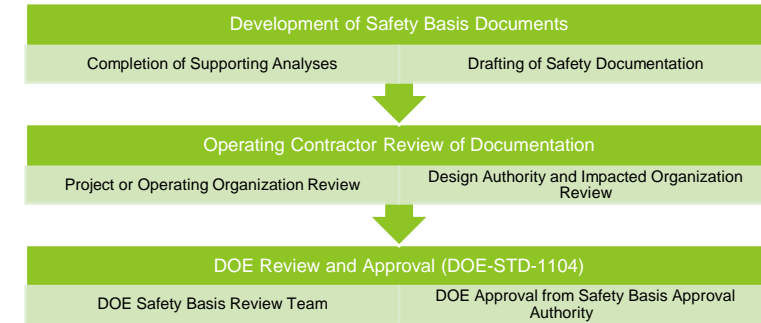 Development of Safety Basis Documents
Completion of Supporting Analyses
Drafting of Safety Documentation
Operating Contractor Review of Documentation
Project or Operating Organization Review
Design Authority and Impacted Organization
Review
DOE Review and Approval (DOE-STD-1104)
DOE Safety Basis Review Team
DOE Approval from Safety Basis Approval
Authority